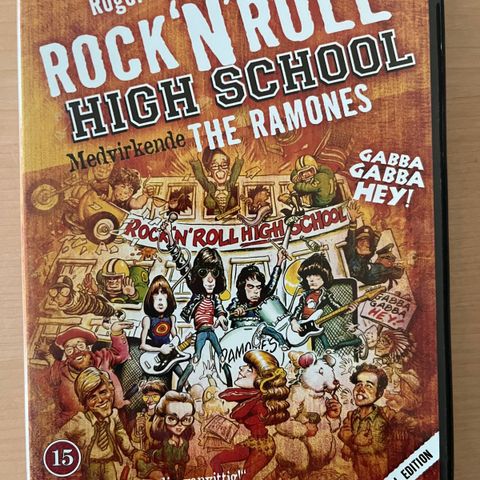 ROCK'N'ROLL
HIGH SCHOOL
Medvirkende THE RAMONES
GABBA
GABBA
HEY!
ROCK'N'ROLL HIGH SCHOOL
GABBA
GABBA
HEY!
RAMONES
15
EDITION